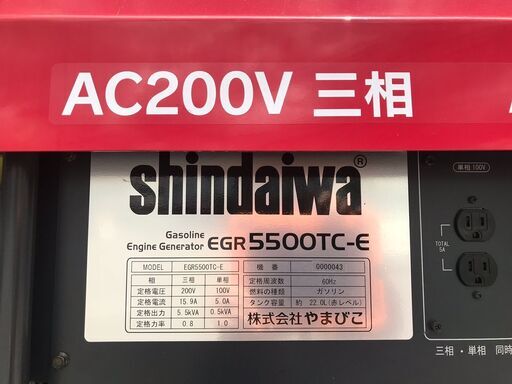 AC200V 三相
shindaiwa®
Gasoline
Engine Generator EGR5500TC-E
MODEL EGR5500TC-E
相 三相 単相
定格電圧 200V 100V
定格電流 15.9A 5.0A
定格出力 5.5kVA 0.5kVA
定格力率 0.8 1.0
機番 0000043
定格周波数 60Hz
燃料の種類 ガソリン
タンク容量 約 22.0L(赤レベル)
株式会社やまびこ
単相 100V
TOTAL
5A
三相・単相 同時